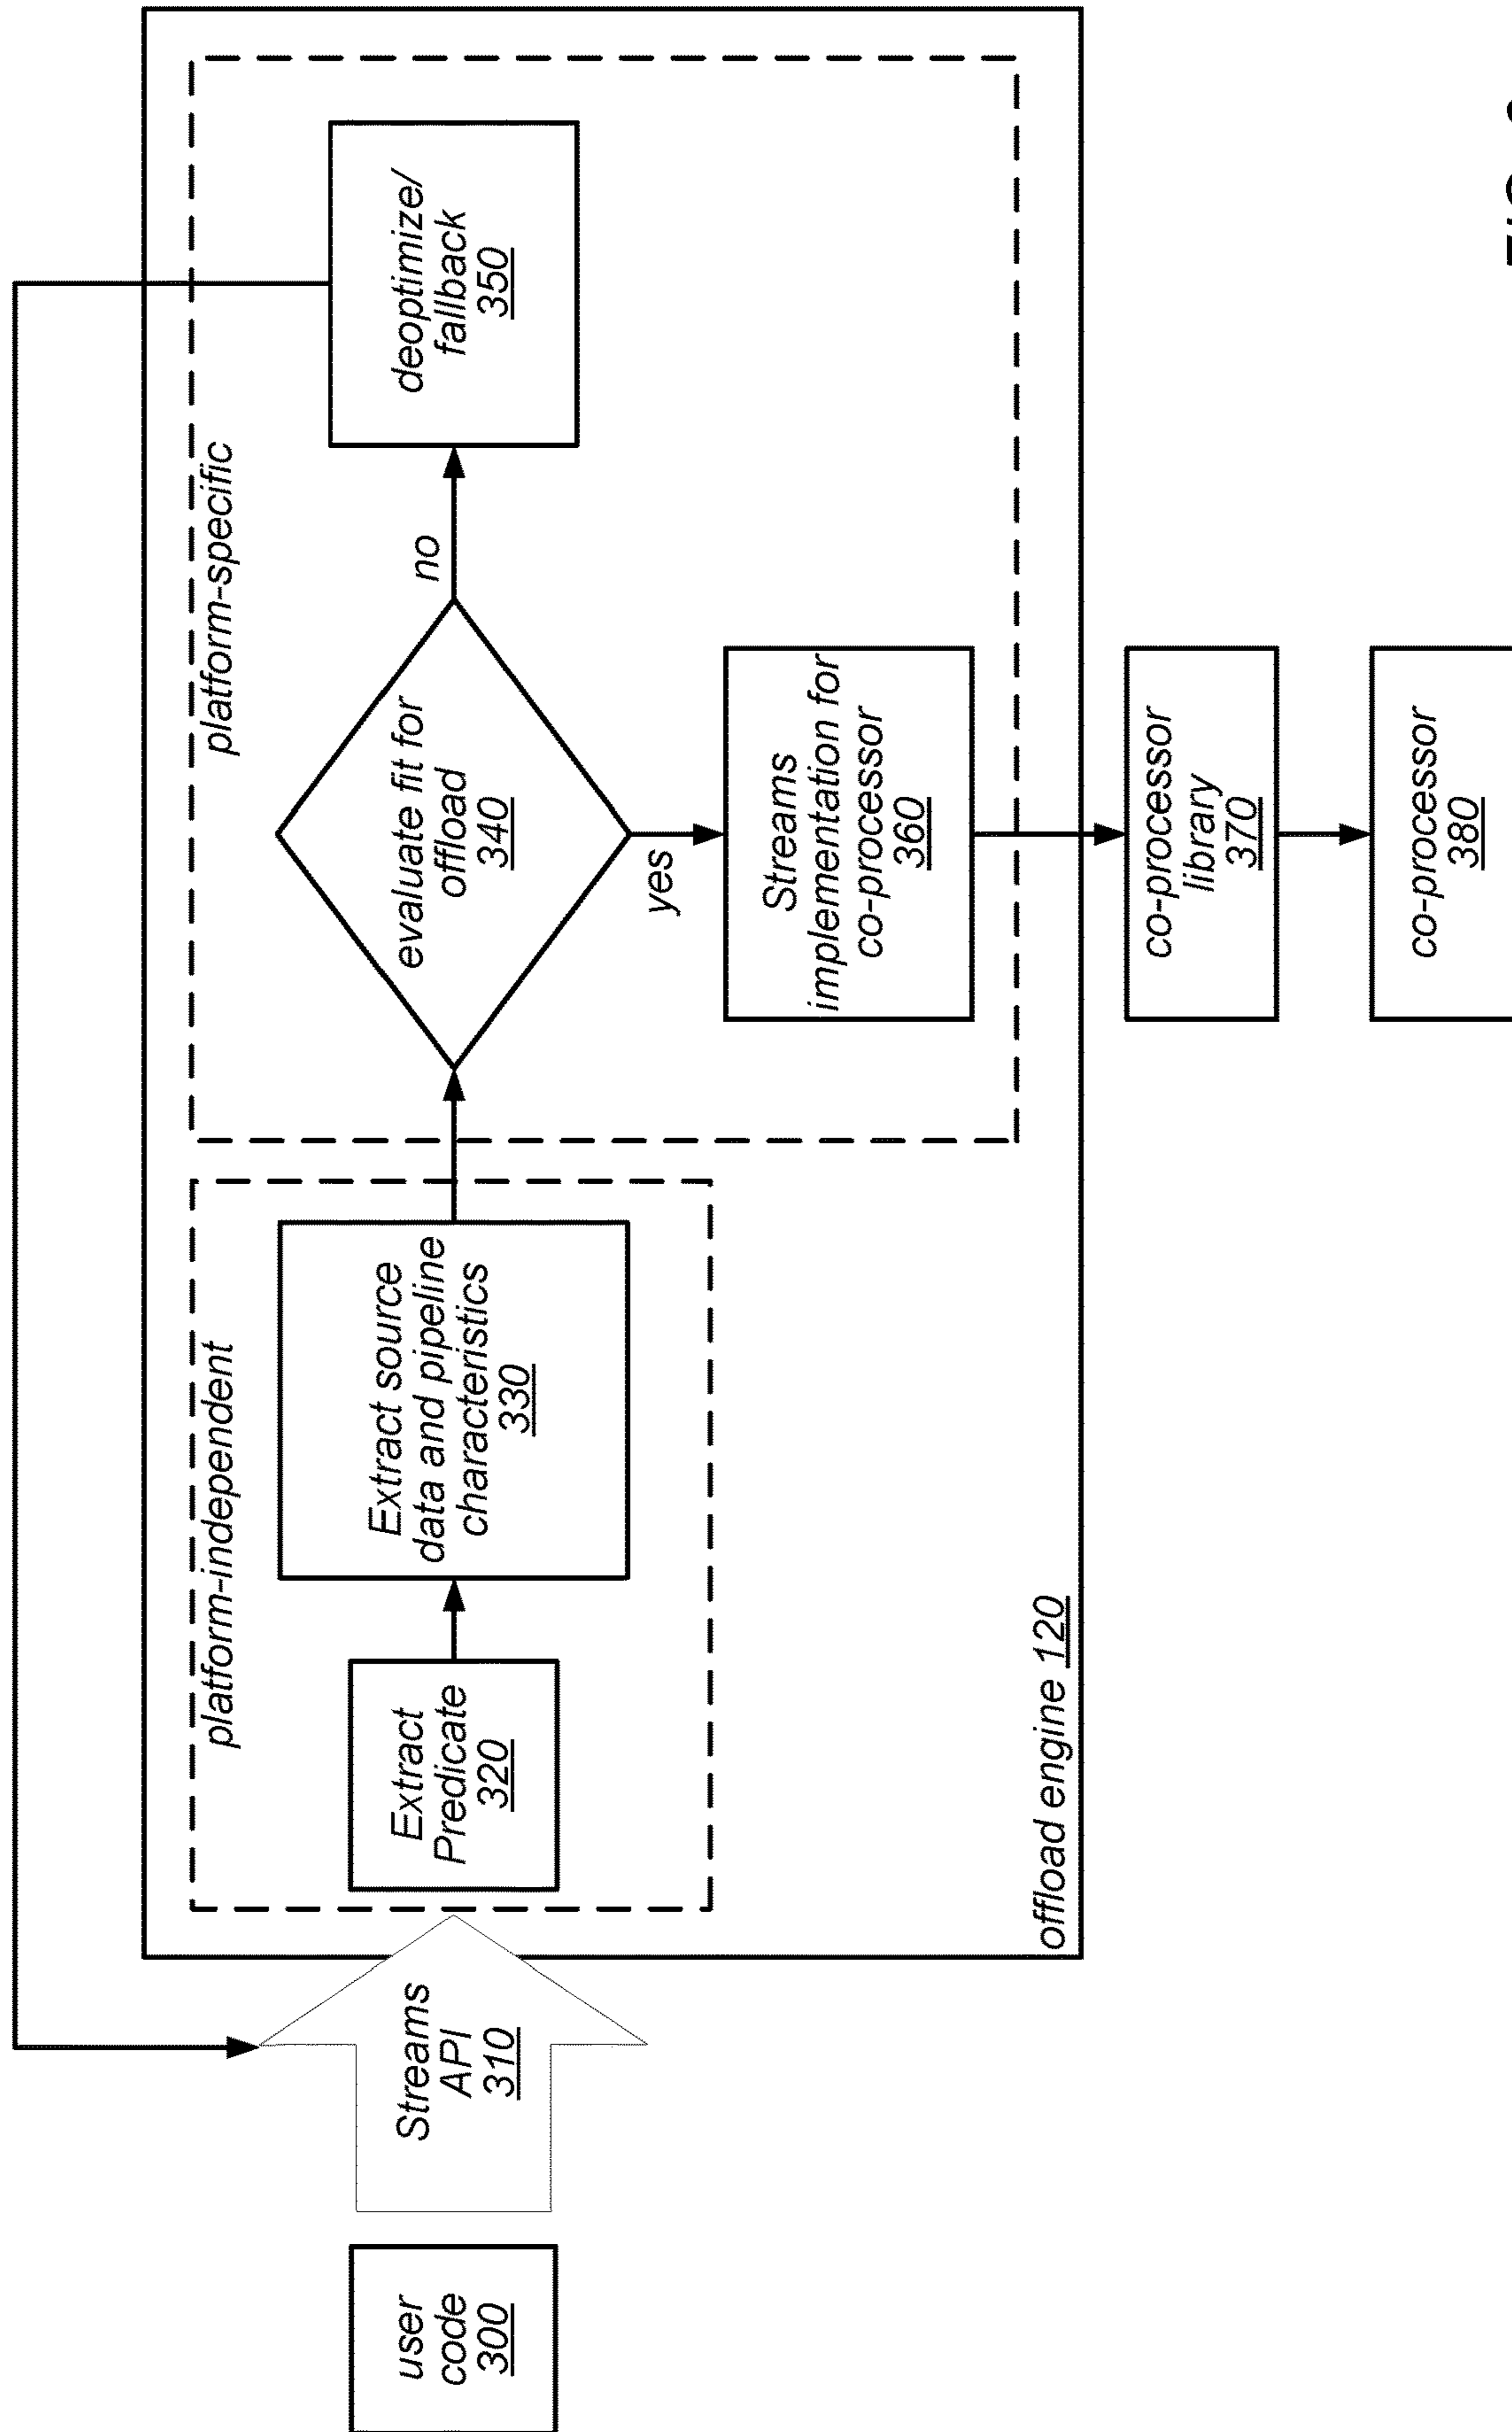 user
code
300
Streams
API
310
platform-independent
Extract
Predicate
320
Extract source
data and pipeline
characteristics
330
platform-specific
evaluate fit for
offload
340
no
deoptimize/
fallback
350
yes
Streams
implementation for
co-processor
360
offload engine 120
co-processor
library
370
co-processor
380